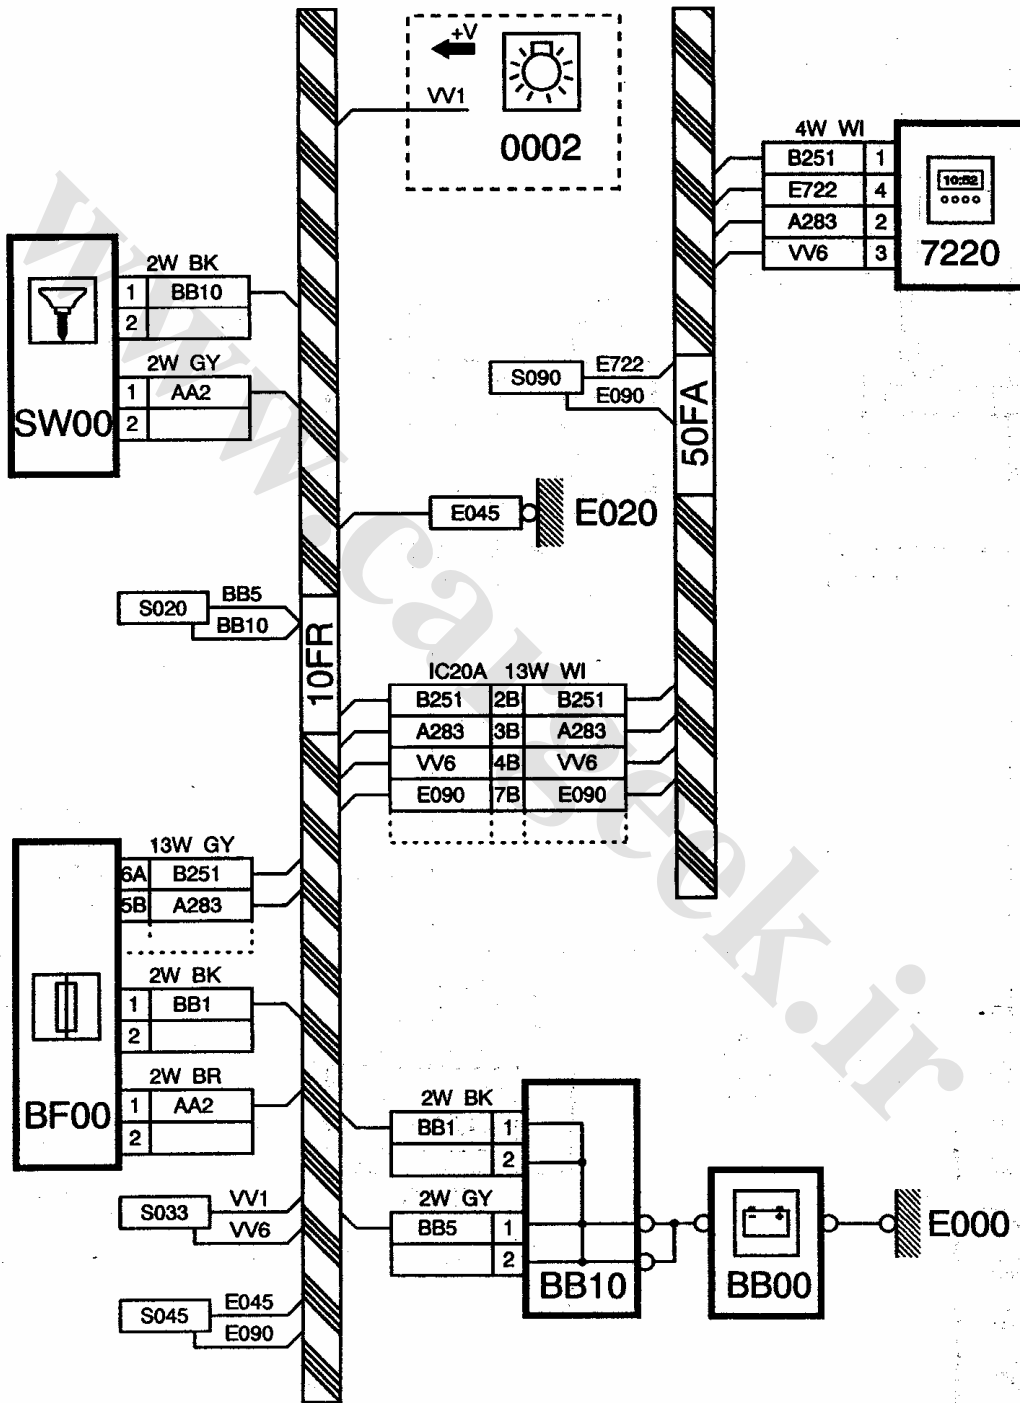 +V
VV1
0002
4W WI
B251 1
E722 4
A283 2
VV6 3
10:52
7220
2W BK
1 BB10
2
2W GY
1 AA2
2
SW00
S090
E722
E090
50FA
E045
E020
S020
BB5
BB10
10FR
IC20A 13W WI
B251 2B B251
A283 3B A283
VV6 4B VV6
E090 7B E090
13W GY
6A B251
5B A283
2W BK
1 BB1
2
2W BR
1 AA2
2
BF00
2W BK
BB1 1
2
2W GY
BB5 1
2
BB10
- +
BB00
E000
S033
VV1
VV6
S045
E045
E090
www.cargeek.ir